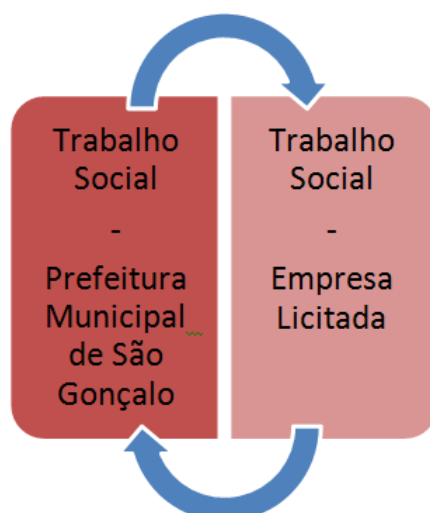 Trabalho
Social
-
Prefeitura
Municipal
de São
Gonçalo
Trabalho
Social
-
Empresa
Licitada